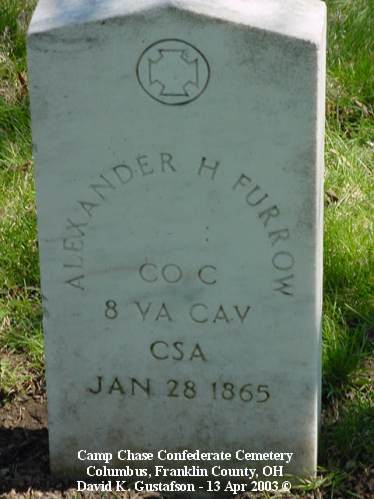 ALEXANDER H FURROW
CO C
8 VA CAV
CSA
JAN 28 1865
Camp Chase Confederate Cemetery
Columbus, Franklin County, OH
David K. Gustafson - 13 Apr 2003 ©